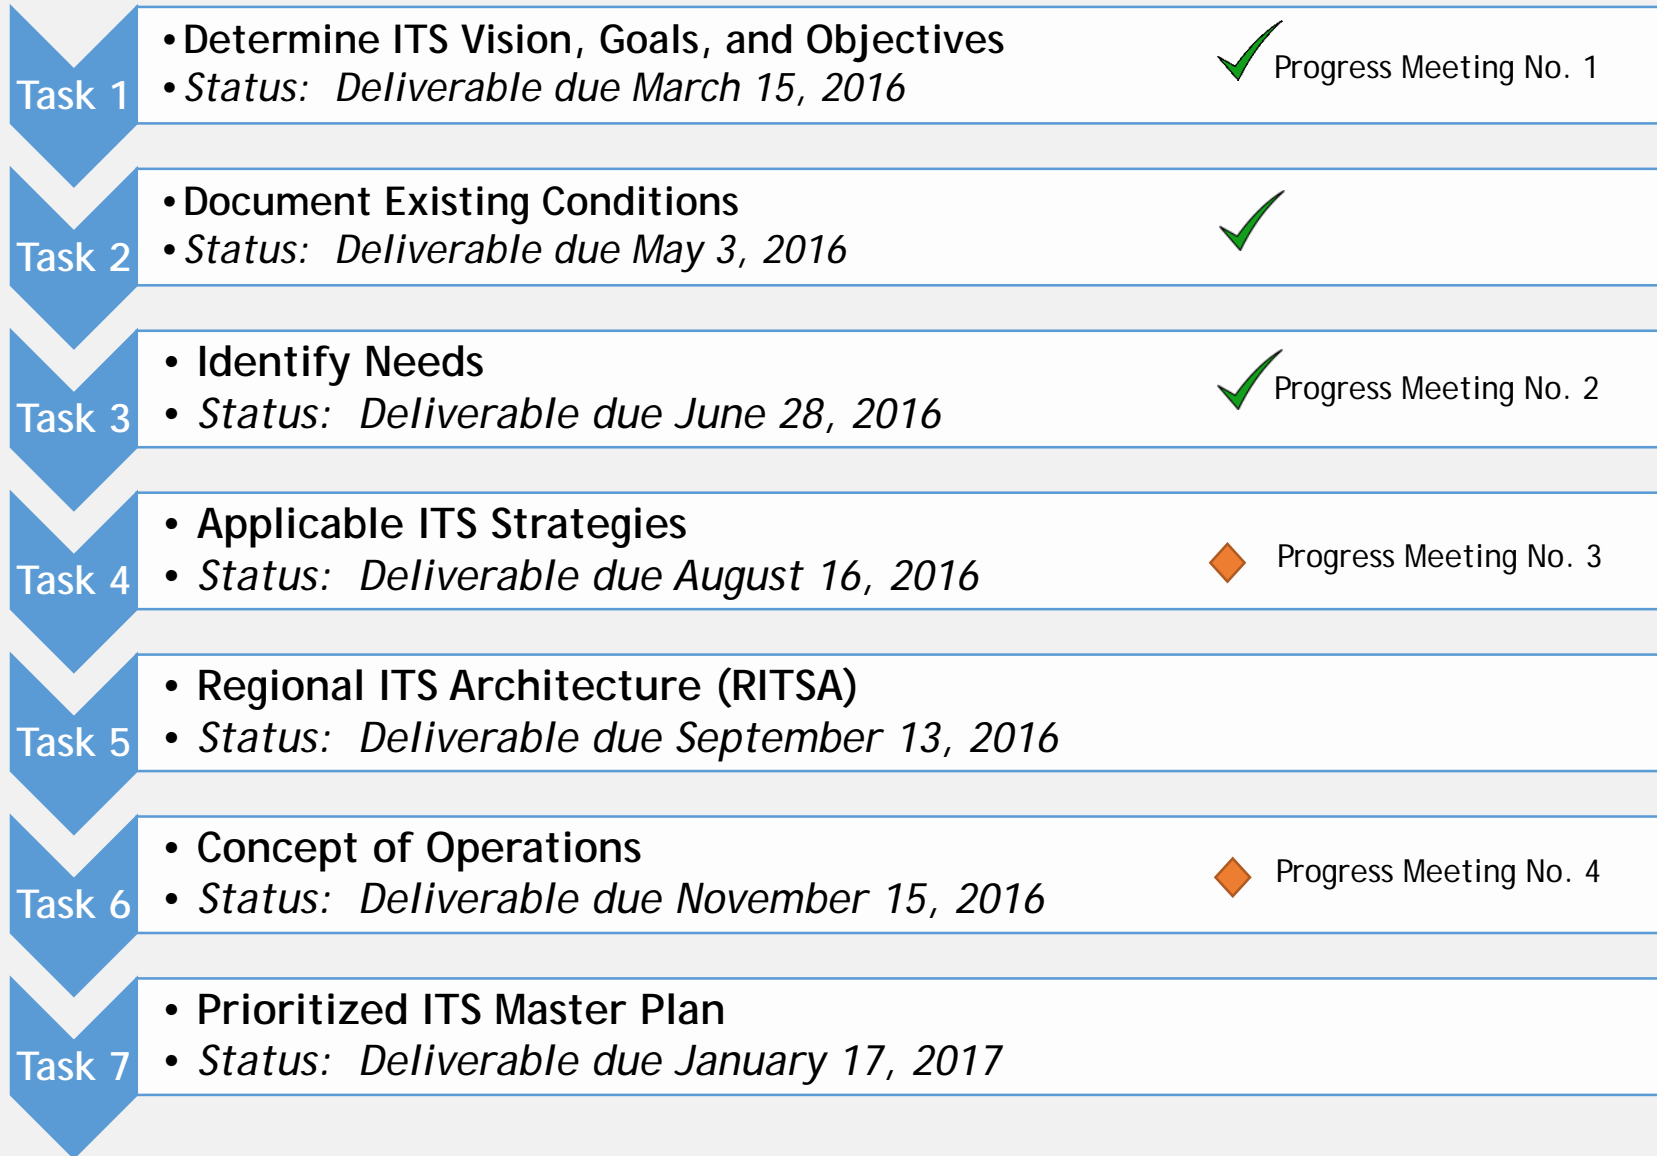 Task 1
•Determine ITS Vision, Goals, and Objectives
•Status: Deliverable due March 15, 2016
Progress Meeting No. 1
Task 2
•Document Existing Conditions
•Status: Deliverable due May 3, 2016
Task 3
• Identify Needs
• Status: Deliverable due June 28, 2016
Progress Meeting No. 2
Task 4
• Applicable ITS Strategies
• Status: Deliverable due August 16, 2016
Progress Meeting No. 3
Task 5
• Regional ITS Architecture (RITSA)
• Status: Deliverable due September 13, 2016
Task 6
• Concept of Operations
• Status: Deliverable due November 15, 2016
Progress Meeting No. 4
Task 7
• Prioritized ITS Master Plan
• Status: Deliverable due January 17, 2017